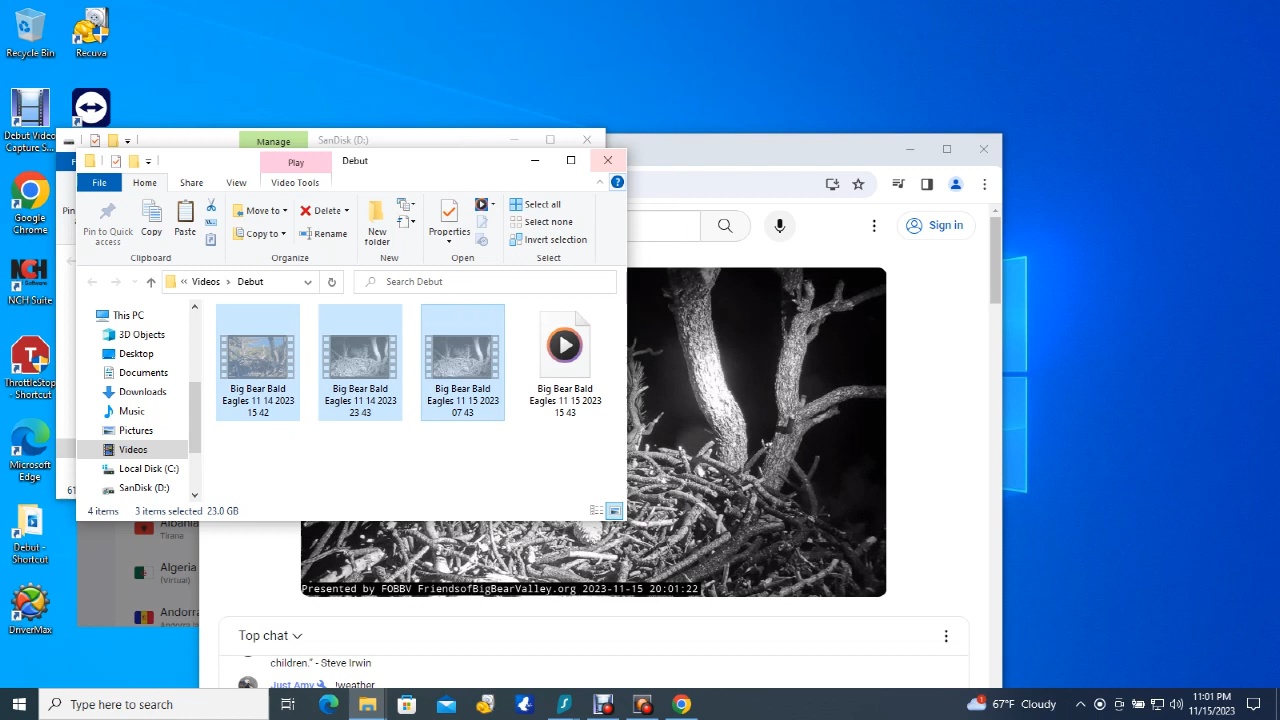 Recycle Bin
Recuva
Debut Video
Capture S...
Google
Chrome
NCH
Software
NCH Suite
ThrottleStop
- Shortcut
Microsoft
Edge
Debut -
Shortcut
DriverMax
Manage
SanDisk (D:)
Play
Debut
File
Home
Share
View
Video Tools
Pin to Quick
access
Copy
Paste
Move to
Copy to
Delete
Rename
New
folder
Properties
Select all
Select none
Invert selection
Clipboard
Organize
New
Open
Select
« Videos › Debut
Search Debut
This PC
3D Objects
Desktop
Documents
Downloads
Music
Pictures
Videos
Local Disk (C:)
SanDisk (D:)
Big Bear Bald
Eagles 11 14 2023
15 42
Big Bear Bald
Eagles 11 14 2023
23 43
Big Bear Bald
Eagles 11 15 2023
07 43
Big Bear Bald
Eagles 11 15 2023
15 43
4 items
3 items selected 23.0 GB
Sign in
Albania
Tirane
Algeria
(Virtual)
Andorra
Presented by FOBBV FriendsofBigBearValley.org 2023-11-15 20:01:22
Top chat
children." - Steve Irwin
Just Amy !weather
Type here to search
67°F Cloudy
11:01 PM
11/15/2023